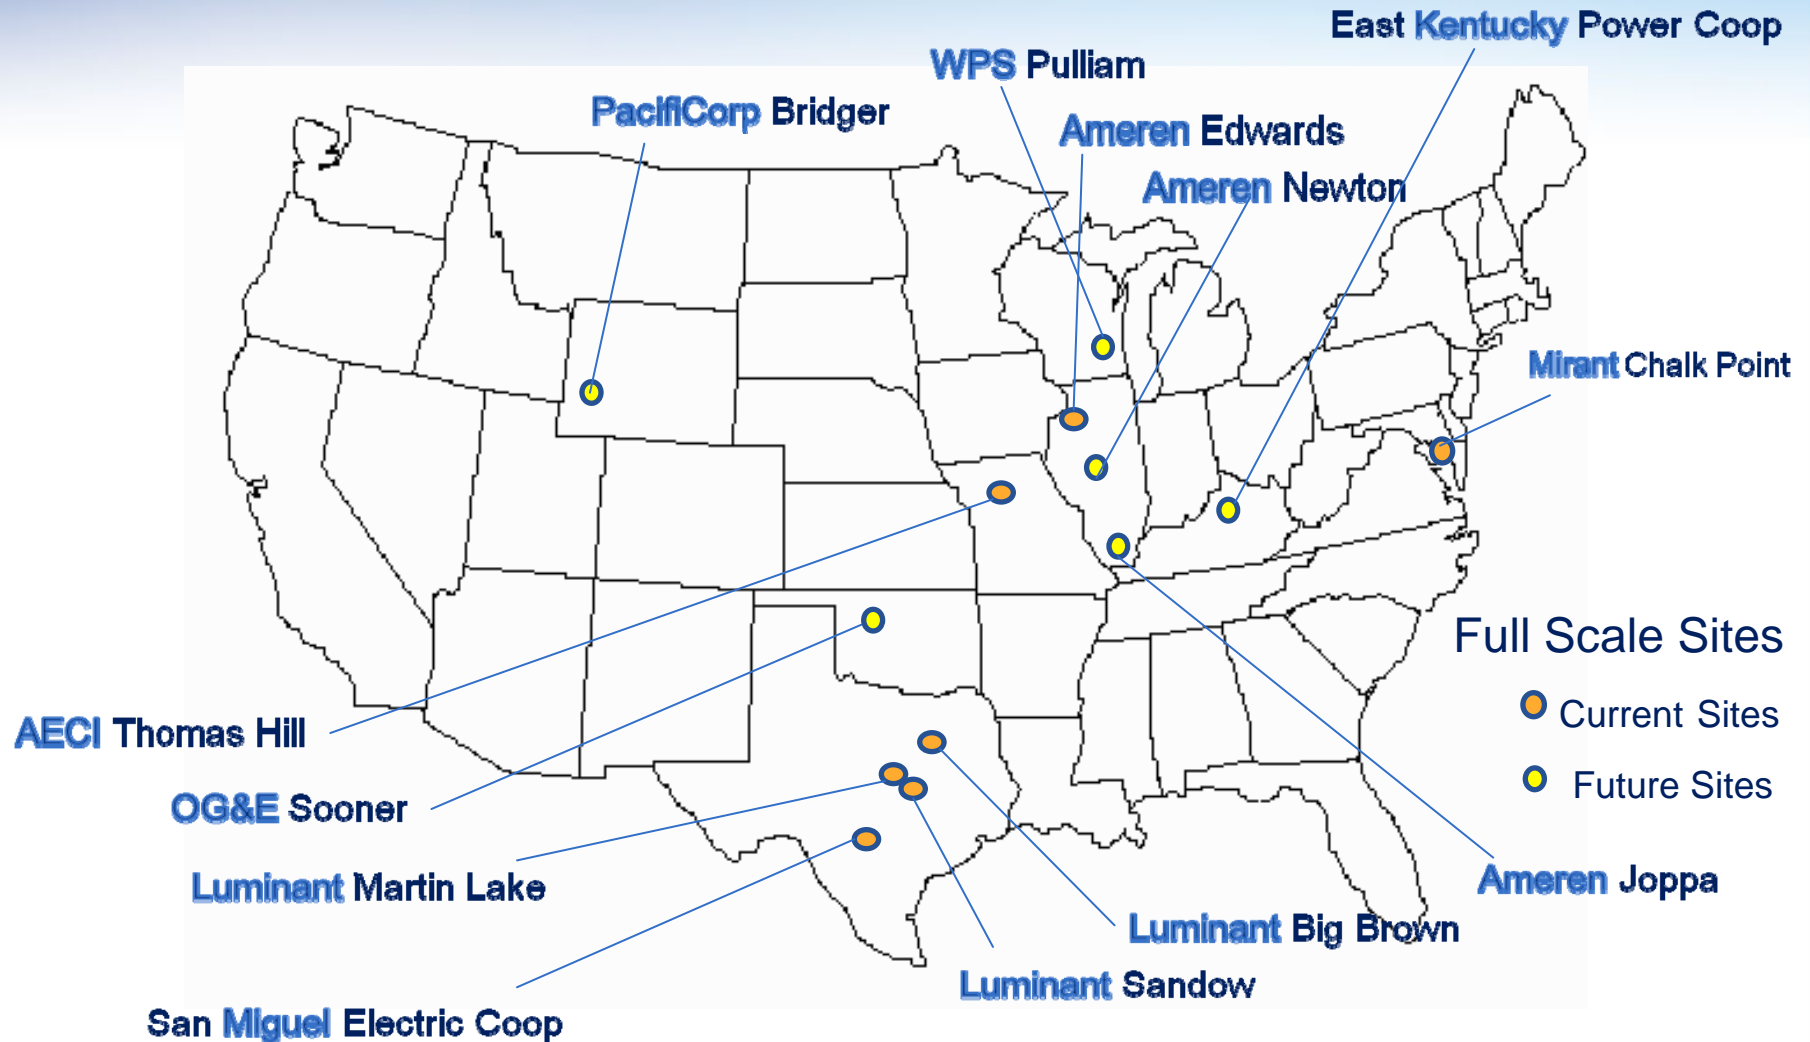 East Kentucky Power Coop
WPS Pulliam
PacifiCorp Bridger
Ameren Edwards
Ameren Newton
Mirant Chalk Point
Full Scale Sites
Current Sites
Future Sites
AECI Thomas Hill
OG&E Sooner
Luminant Martin Lake
Ameren Joppa
Luminant Big Brown
Luminant Sandow
San Miguel Electric Coop